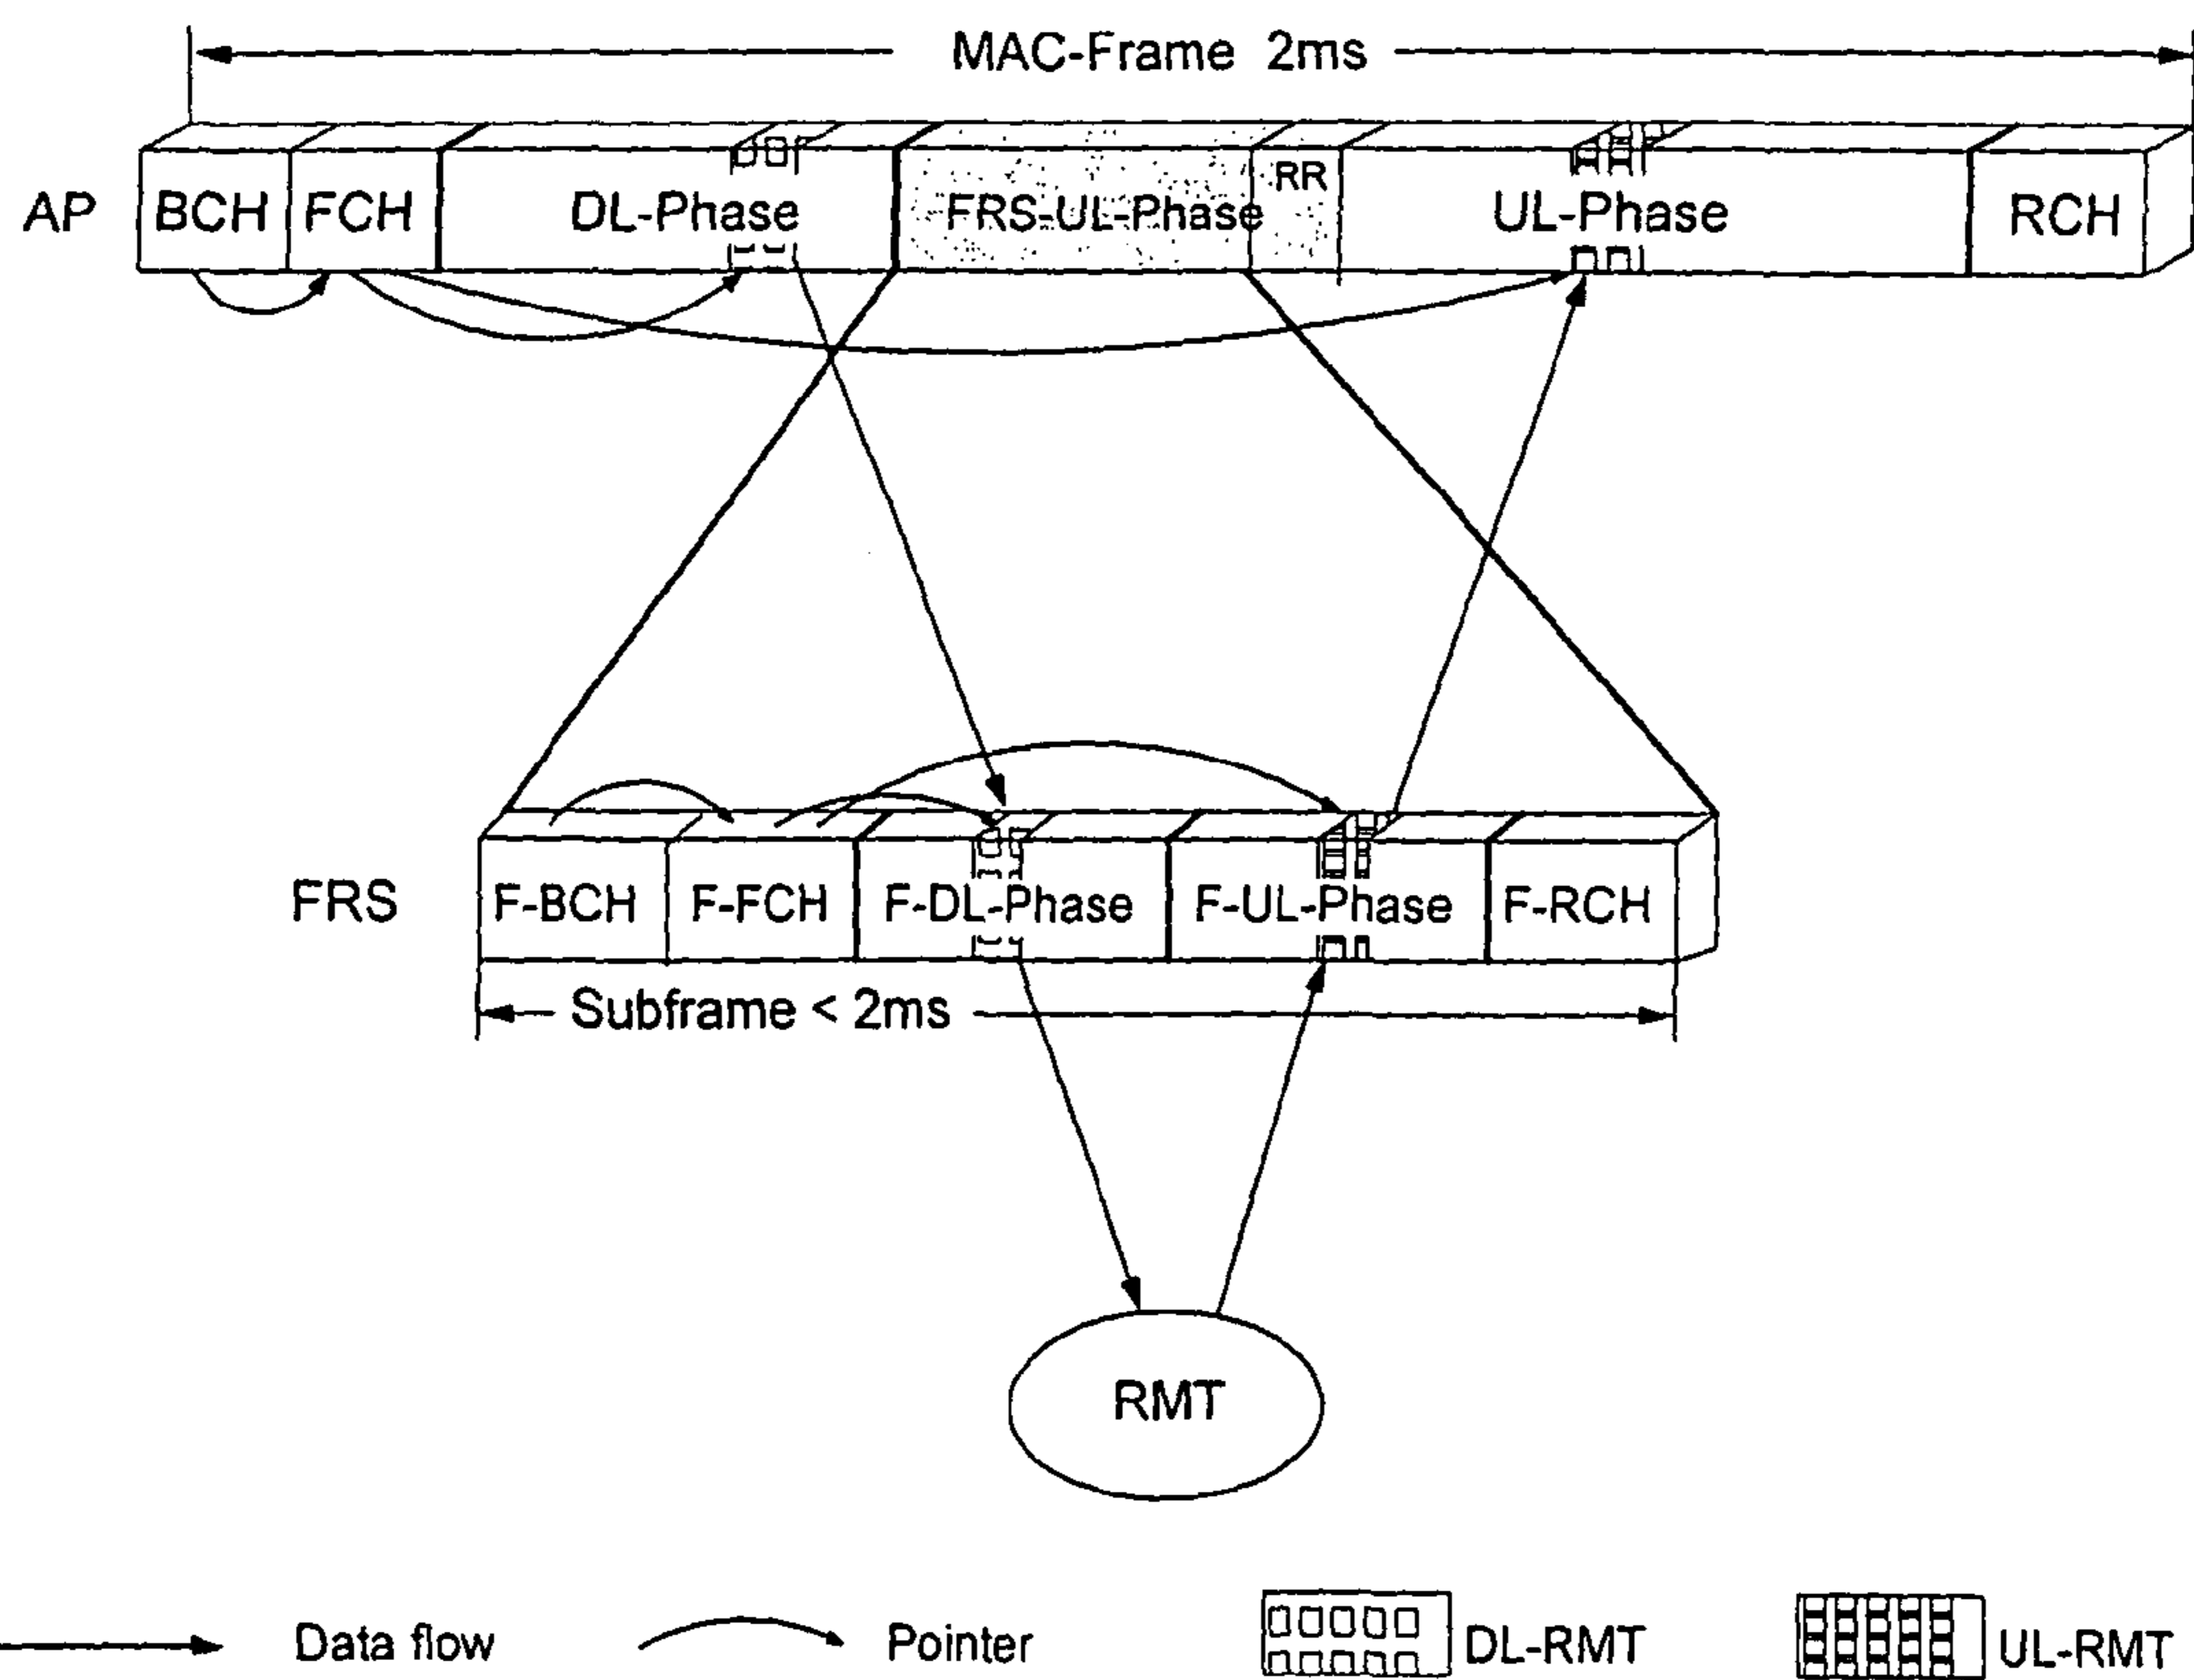 MAC-Frame 2ms
AP BCH FCH DL-Phase FRS-UL-Phase RR UL-Phase RCH
FRS F-BCH F-FCH F-DL-Phase F-UL-Phase F-RCH
Subframe < 2ms
RMT
Data flow Pointer DL-RMT UL-RMT